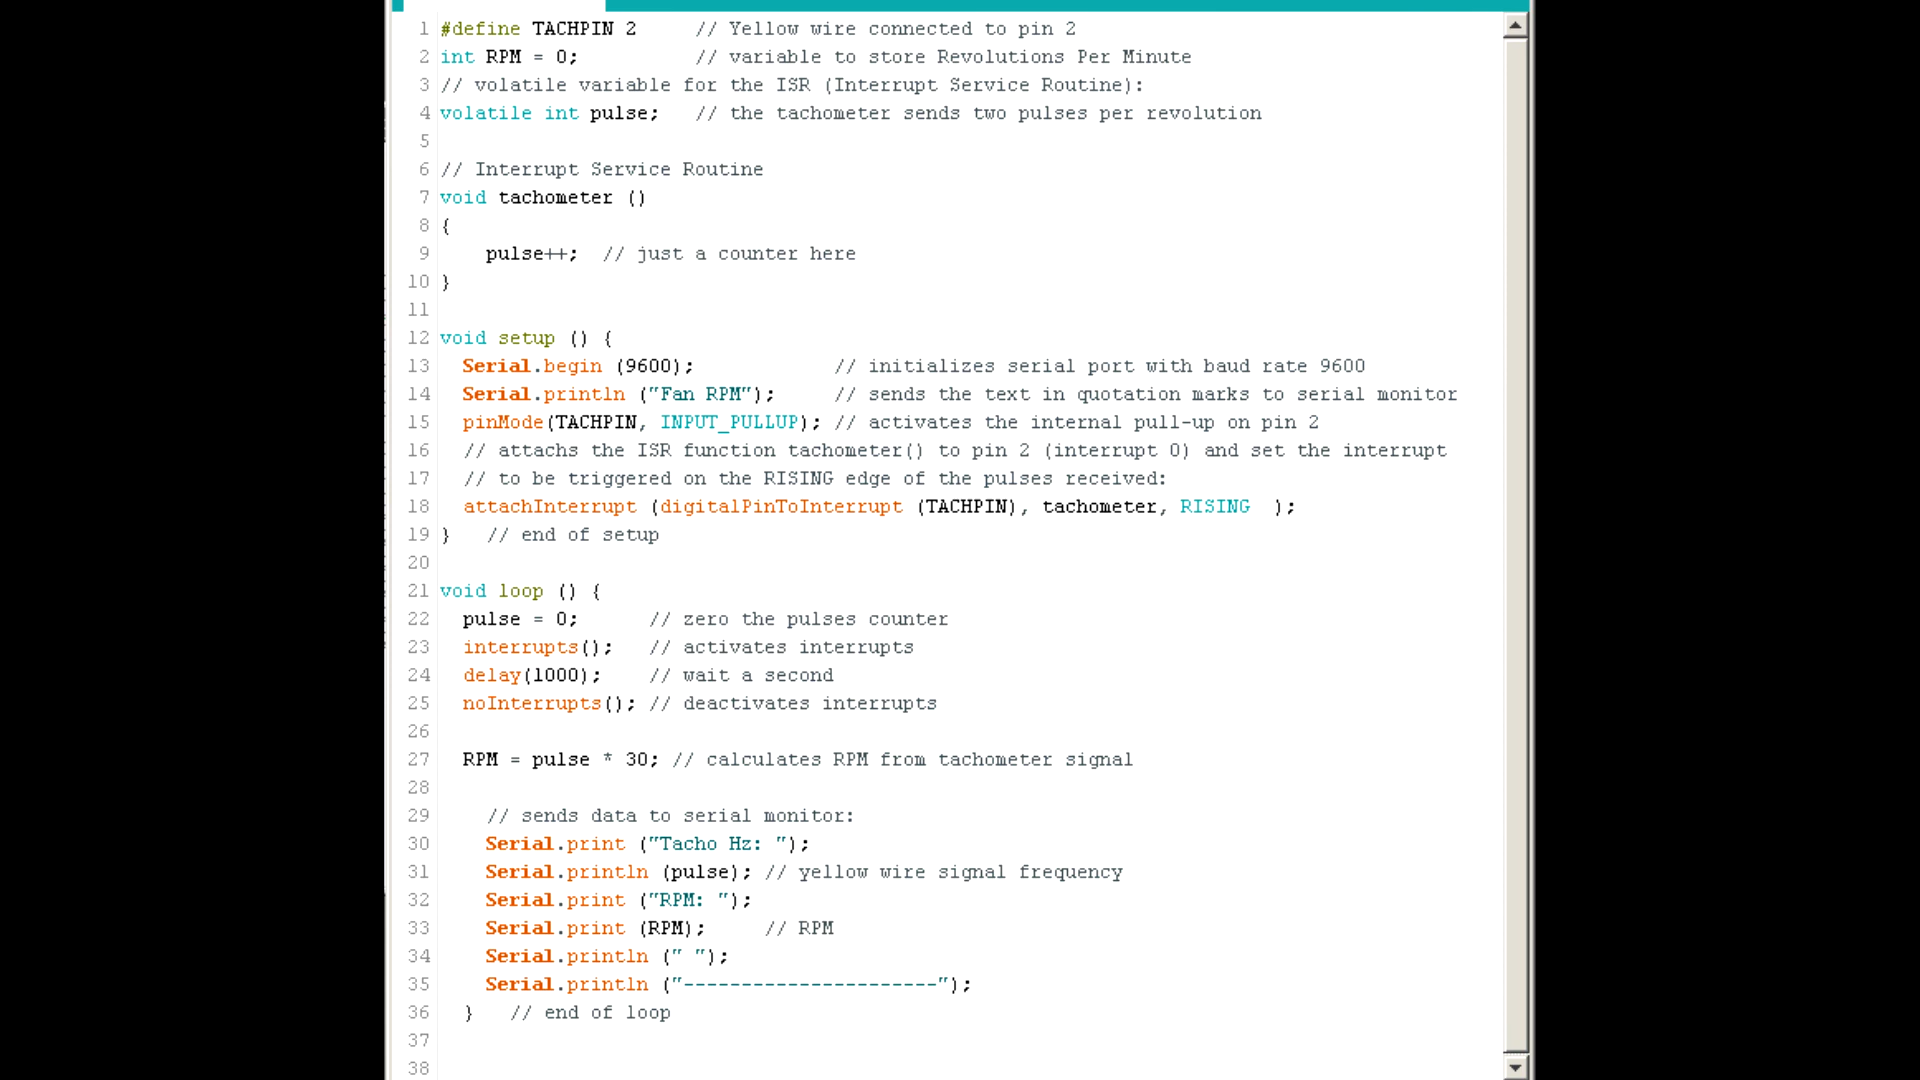 1 #define TACHPIN 2     // Yellow wire connected to pin 2
2 int RPM = 0;          // variable to store Revolutions Per Minute
3 // volatile variable for the ISR (Interrupt Service Routine):
4 volatile int pulse;   // the tachometer sends two pulses per revolution
5
6 // Interrupt Service Routine
7 void tachometer ()
8 {
9     pulse++;  // just a counter here
10 }
11
12 void setup () {
13   Serial.begin (9600);            // initializes serial port with baud rate 9600
14   Serial.println ("Fan RPM");     // sends the text in quotation marks to serial monitor
15   pinMode(TACHPIN, INPUT_PULLUP); // activates the internal pull-up on pin 2
16   // attachs the ISR function tachometer() to pin 2 (interrupt 0) and set the interrupt
17   // to be triggered on the RISING edge of the pulses received:
18   attachInterrupt (digitalPinToInterrupt (TACHPIN), tachometer, RISING  );
19 }   // end of setup
20
21 void loop () {
22   pulse = 0;      // zero the pulses counter
23   interrupts();   // activates interrupts
24   delay(1000);    // wait a second
25   noInterrupts(); // deactivates interrupts
26
27   RPM = pulse * 30; // calculates RPM from tachometer signal
28
29     // sends data to serial monitor:
30     Serial.print ("Tacho Hz: ");
31     Serial.println (pulse); // yellow wire signal frequency
32     Serial.print ("RPM: ");
33     Serial.print (RPM);     // RPM
34     Serial.println (" ");
35     Serial.println ("----------------------");
36   }   // end of loop
37
38